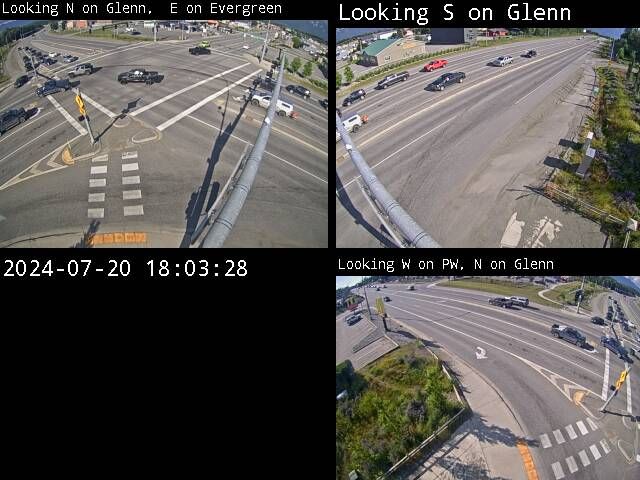 Looking N on Glenn, E on Evergreen
Looking S on Glenn
2024-07-20 18:03:28
Looking W on PW, N on Glenn